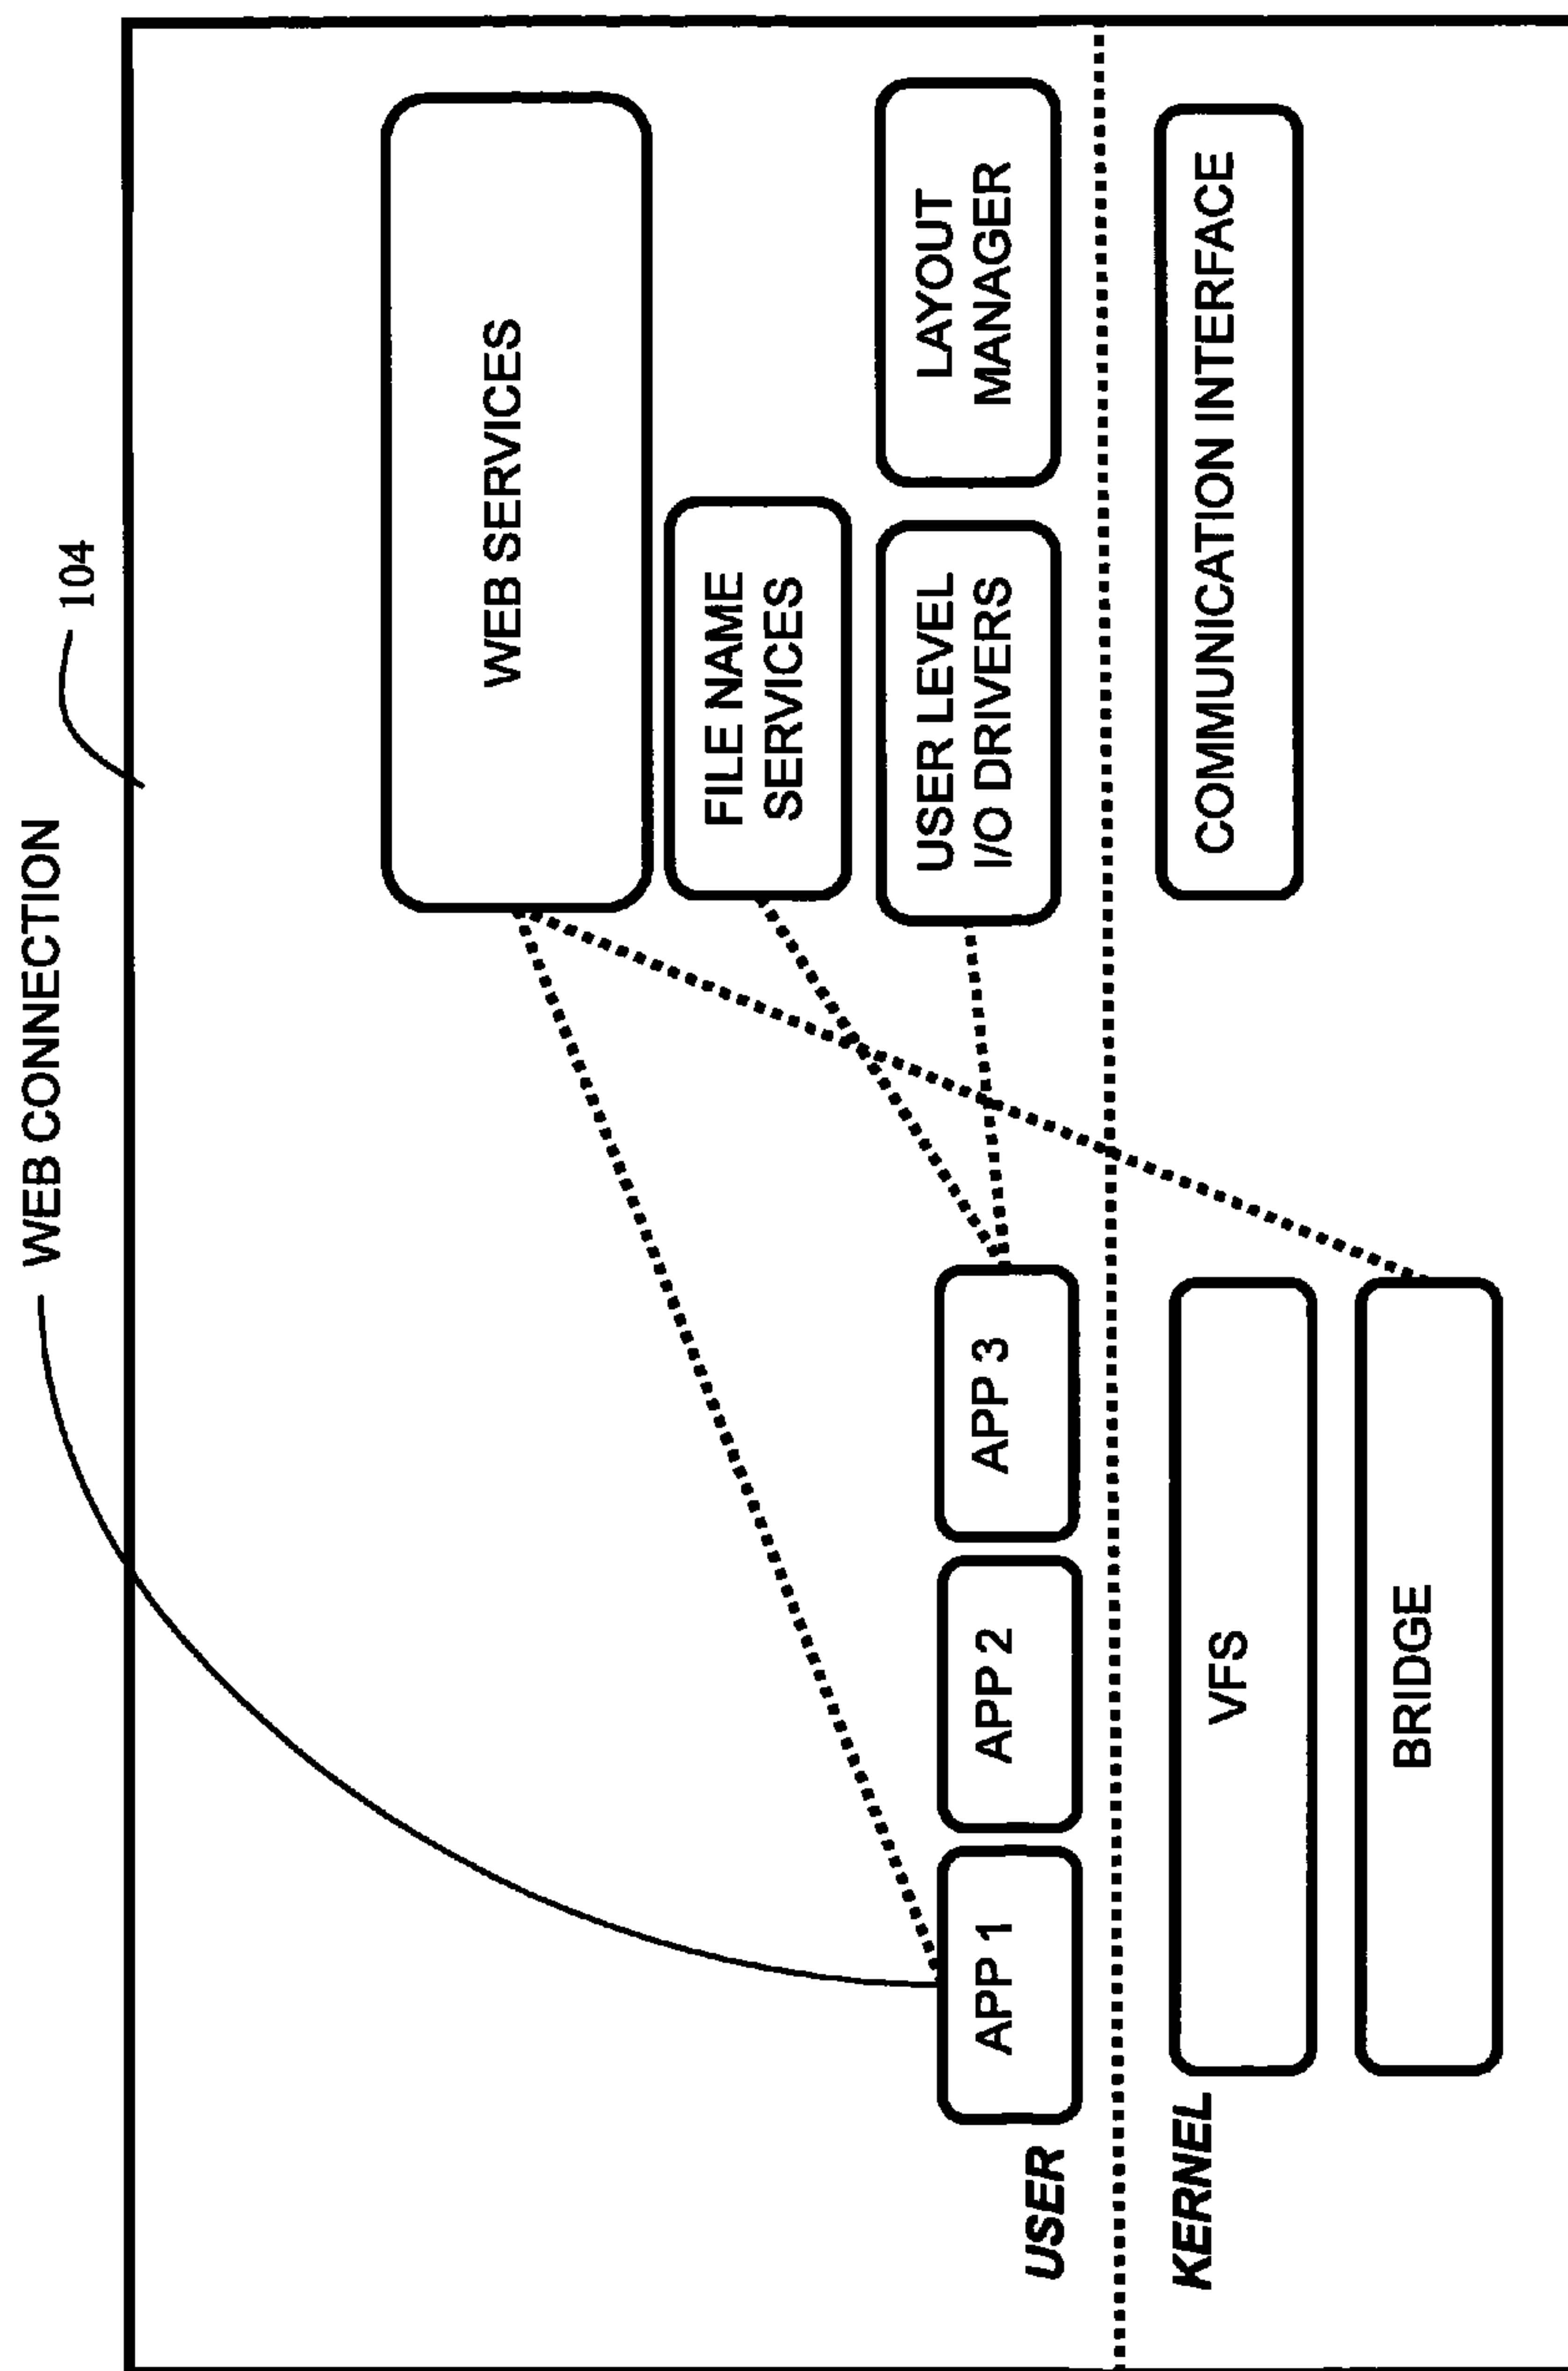 WEB CONNECTION
104
WEB SERVICES
FILE NAME
SERVICES
USER LEVEL
I/O DRIVERS
LAYOUT
MANAGER
APP 1
APP 2
APP 3
USER
KERNEL
VFS
COMMUNICATION INTERFACE
BRIDGE